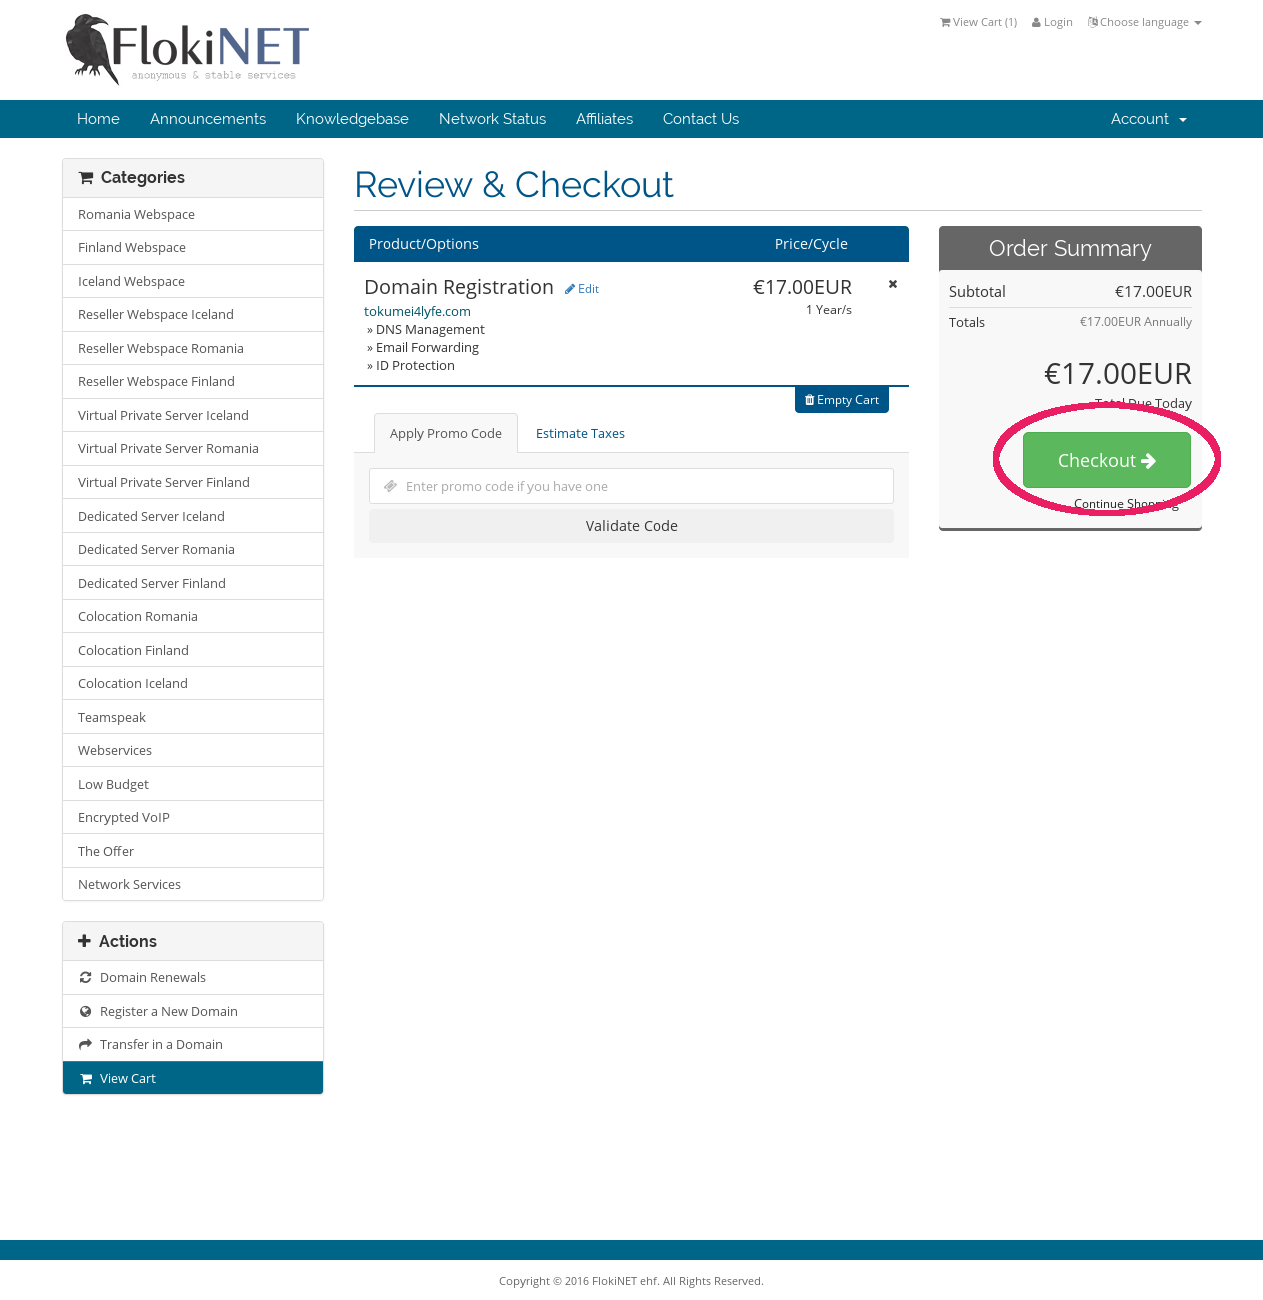 FlokiNET
anonymous & stable services
View Cart (1) Login Choose language
Home Announcements Knowledgebase Network Status Affiliates Contact Us Account
Categories
Romania Webspace
Finland Webspace
Iceland Webspace
Reseller Webspace Iceland
Reseller Webspace Romania
Reseller Webspace Finland
Virtual Private Server Iceland
Virtual Private Server Romania
Virtual Private Server Finland
Dedicated Server Iceland
Dedicated Server Romania
Dedicated Server Finland
Colocation Romania
Colocation Finland
Colocation Iceland
Teamspeak
Webservices
Low Budget
Encrypted VoIP
The Offer
Network Services
Actions
Domain Renewals
Register a New Domain
Transfer in a Domain
View Cart
Review & Checkout
Product/Options Price/Cycle
Domain Registration Edit €17.00EUR
tokumei4lyfe.com 1 Year/s
» DNS Management
» Email Forwarding
» ID Protection
Empty Cart
Apply Promo Code Estimate Taxes
Enter promo code if you have one
Validate Code
Order Summary
Subtotal €17.00EUR
Totals €17.00EUR Annually
€17.00EUR
Total Due Today
Checkout
Continue Shopping
Copyright © 2016 FlokiNET ehf. All Rights Reserved.